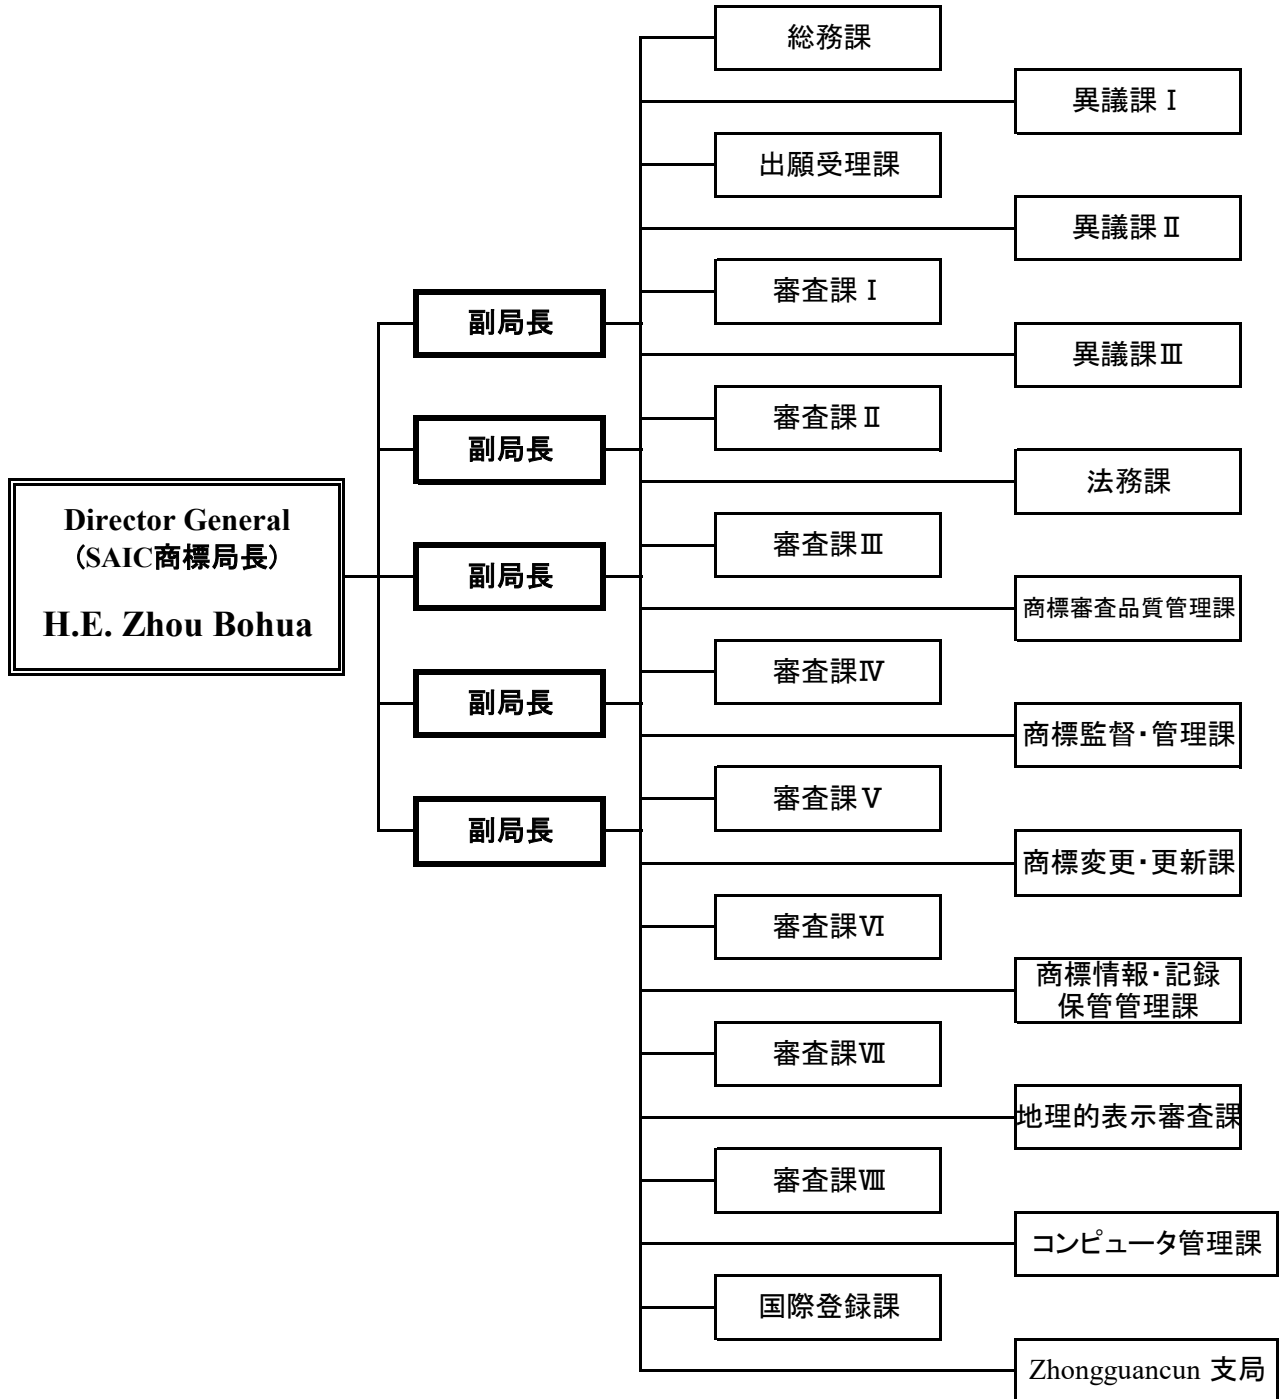 Director General
（SAIC商標局長）
H.E. Zhou Bohua
副局長
副局長
副局長
副局長
副局長
総務課
異議課Ⅰ
出願受理課
異議課Ⅱ
審査課Ⅰ
異議課Ⅲ
審査課Ⅱ
法務課
審査課Ⅲ
商標審査品質管理課
審査課Ⅳ
商標監督・管理課
審査課Ⅴ
商標変更・更新課
審査課Ⅵ
商標情報・記録
保管管理課
審査課Ⅶ
地理的表示審査課
審査課Ⅷ
コンピュータ管理課
国際登録課
Zhongguancun 支局